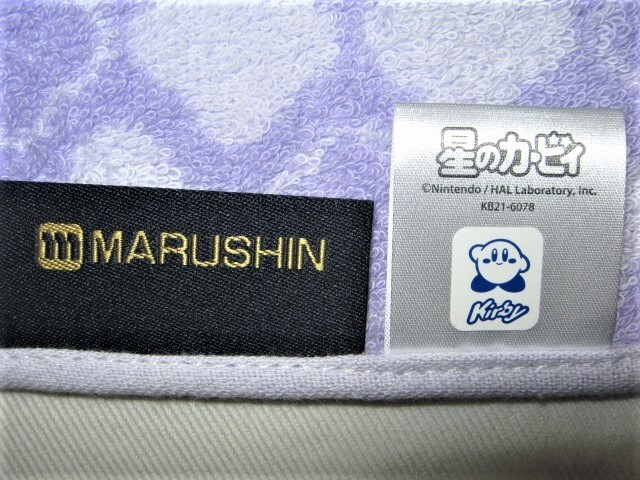 MARUSHIN
星のカービィ
©Nintendo / HAL Laboratory, Inc.
KB21-6078
Kirby